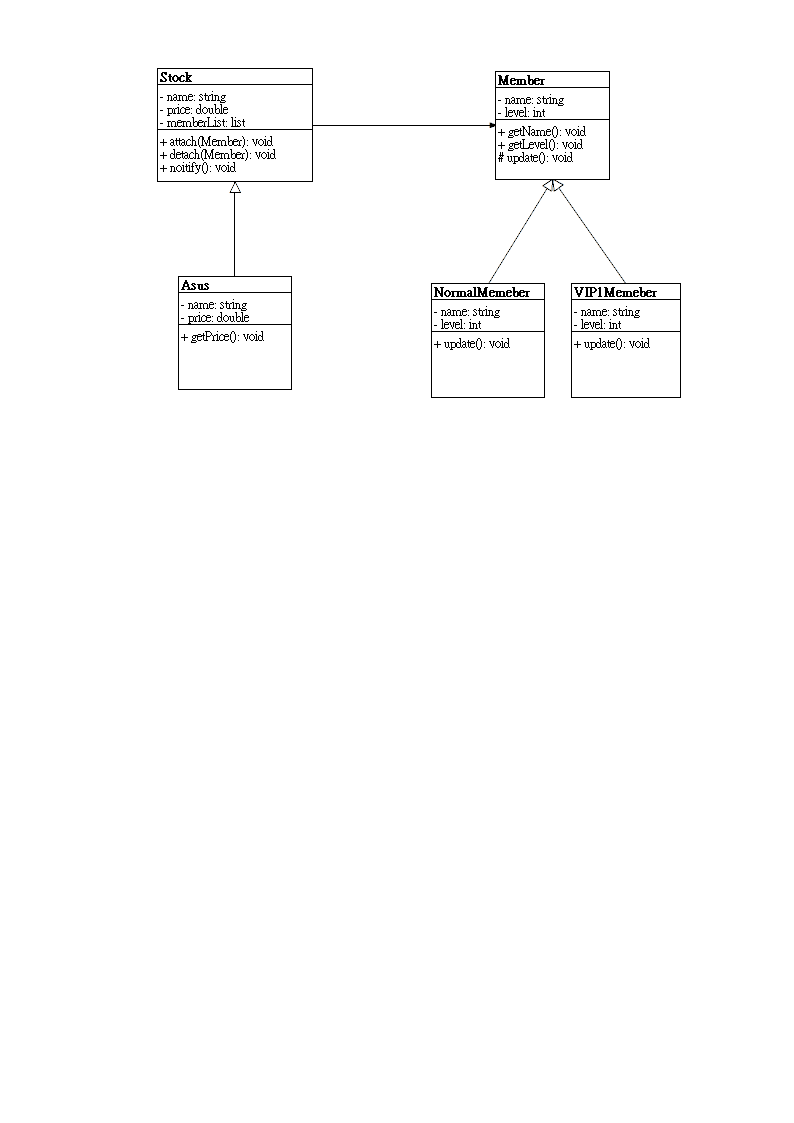 Stock
- name: string
- price: double
- memberList: list
+ attach(Member): void
+ detach(Member): void
+ noitify(): void
Member
- name: string
- level: int
+ getName(): void
+ getLevel(): void
# update(): void
Asus
- name: string
- price: double
+ getPrice(): void
NormalMemeber
- name: string
- level: int
+ update(): void
VIP1Memeber
- name: string
- level: int
+ update(): void